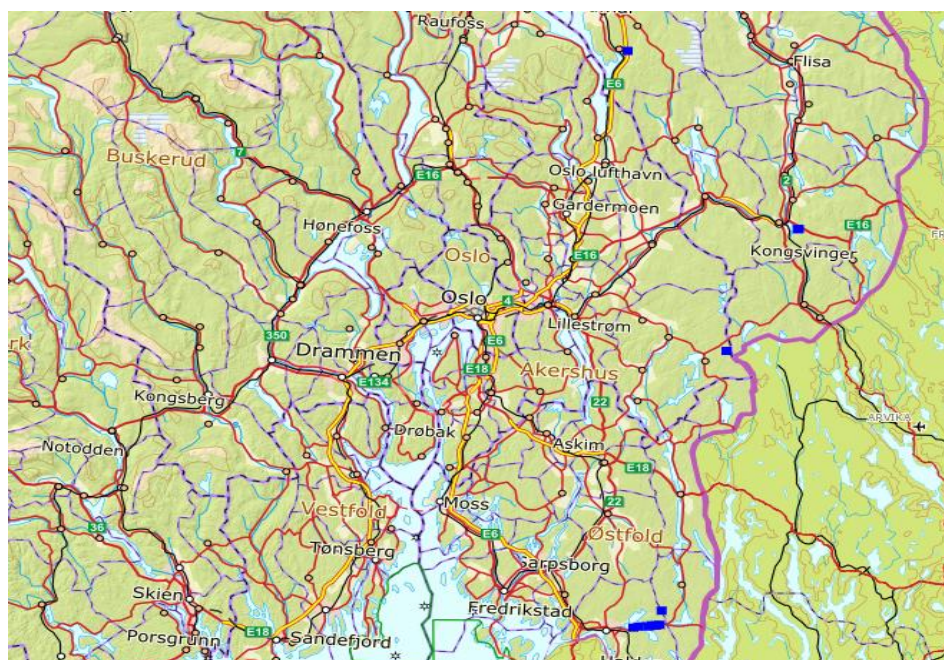 Raufoss
E6
Flisa
Buskerud
7
Oslo lufthavn
E16
2
Gardermoen
Hønefoss
E16
Oslo
E16
Kongsvinger
Oslo
4
Lillestrøm
350
E6
Drammen
E18
Akershus
E134
Kongsberg
22
ARVIKA
Drøbak
Notodden
Askim
E18
Moss
22
Vestfold
36
E6
Østfold
Tønsberg
Sarpsborg
Skien
Fredrikstad
E18
Porsgrunn
Sandefjord